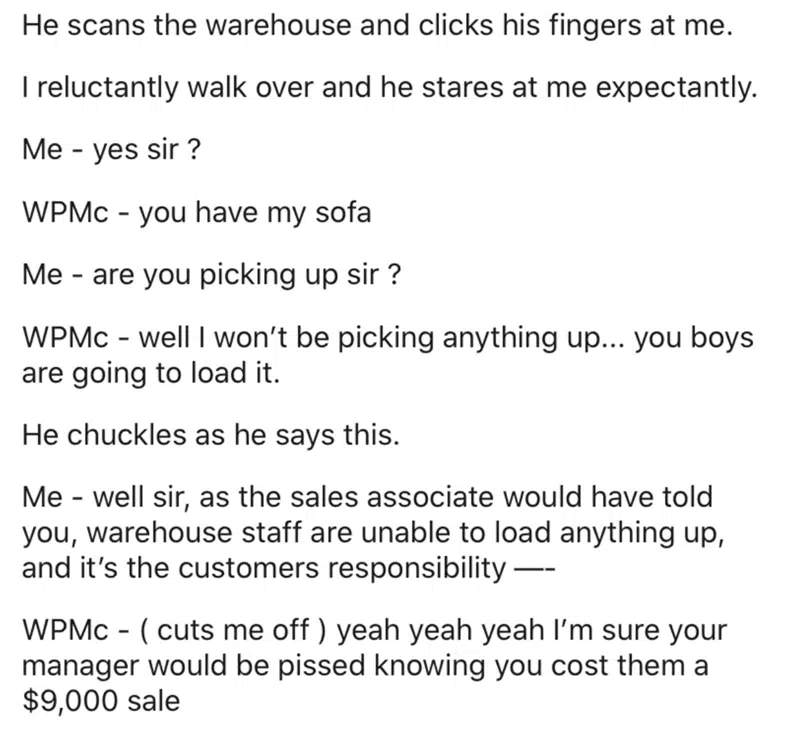 He scans the warehouse and clicks his fingers at me.
I reluctantly walk over and he stares at me expectantly.
Me - yes sir ?
WPMc - you have my sofa
Me - are you picking up sir ?
WPMc - well I won’t be picking anything up... you boys
are going to load it.
He chuckles as he says this.
Me - well sir, as the sales associate would have told
you, warehouse staff are unable to load anything up,
and it’s the customers responsibility —--
WPMc - ( cuts me off ) yeah yeah yeah I’m sure your
manager would be pissed knowing you cost them a
$9,000 sale